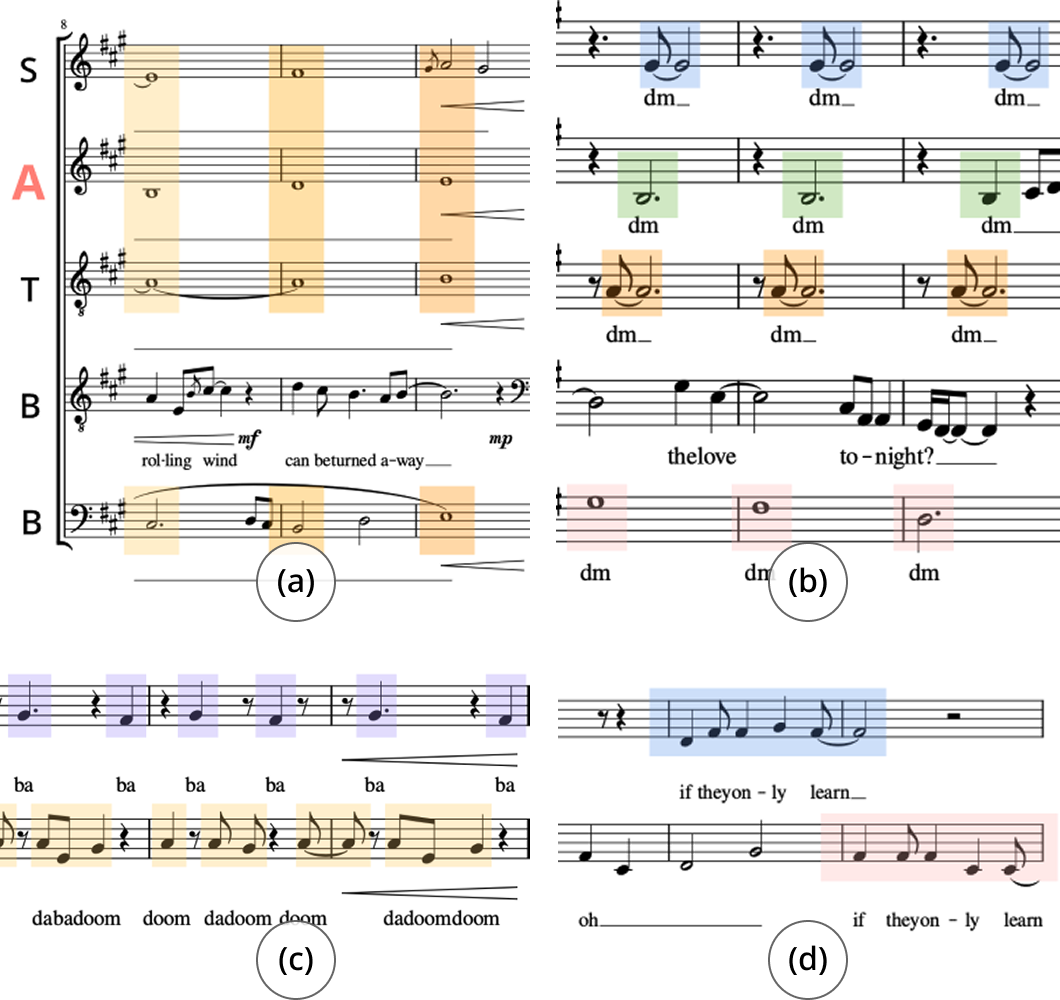 8
S
A
T
8
B
8
mf
mp
rol-ling wind can beturned a-way
B
(a)
dm dm dm
dm dm dm
dm dm dm
thelove to-night?
dm dm dm
(b)
ba ba ba ba ba ba
dabadoom doom dadoom doom dadoomdoom
(c)
if theyon-ly learn
oh if theyon-ly learn
(d)